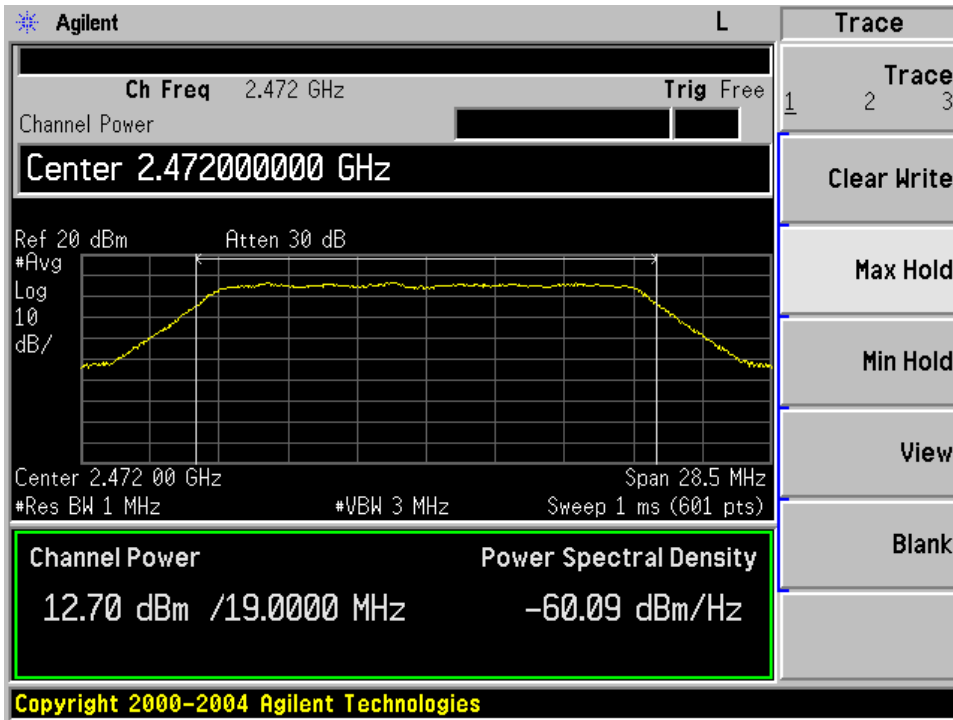 Agilent
L
Trace
Ch Freq 2.472 GHz
Trig Free
Channel Power
Center 2.472000000 GHz
Ref 20 dBm
Atten 30 dB
#Avg
Log
10
dB/
Center 2.472 00 GHz
Span 28.5 MHz
#Res BW 1 MHz
#VBW 3 MHz
Sweep 1 ms (601 pts)
Channel Power
Power Spectral Density
12.70 dBm /19.0000 MHz
-60.09 dBm/Hz
Copyright 2000-2004 Agilent Technologies
Trace
1 2 3
Clear Write
Max Hold
Min Hold
View
Blank